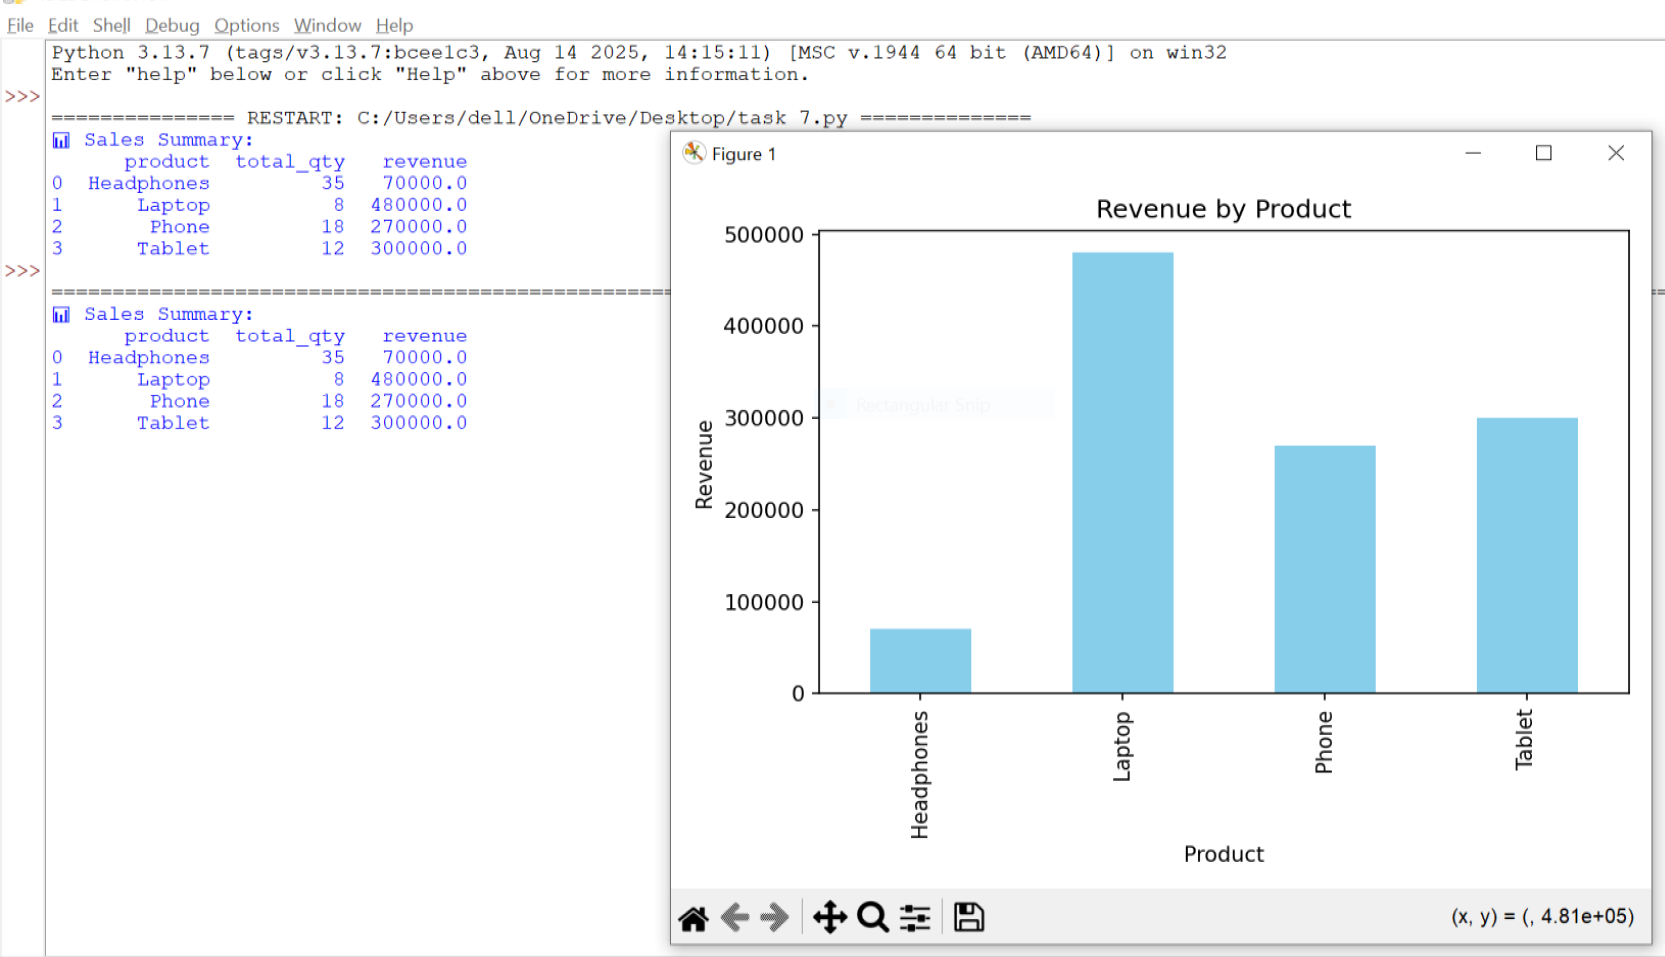 File Edit Shell Debug Options Window Help
Python 3.13.7 (tags/v3.13.7:bcee1c3, Aug 14 2025, 14:15:11) [MSC v.1944 64 bit (AMD64)] on win32
Enter "help" below or click "Help" above for more information.
>>>
=============== RESTART: C:/Users/dell/OneDrive/Desktop/task 7.py ==============
Sales Summary:
product total_qty revenue
0 Headphones 35 70000.0
1 Laptop 8 480000.0
2 Phone 18 270000.0
3 Tablet 12 300000.0
>>>
Sales Summary:
product total_qty revenue
0 Headphones 35 70000.0
1 Laptop 8 480000.0
2 Phone 18 270000.0
3 Tablet 12 300000.0
Figure 1
Revenue by Product
500000
400000
300000
200000
100000
0
Revenue
Rectangular Snip
Headphones
Laptop
Phone
Tablet
Product
(x, y) = (, 4.81e+05)